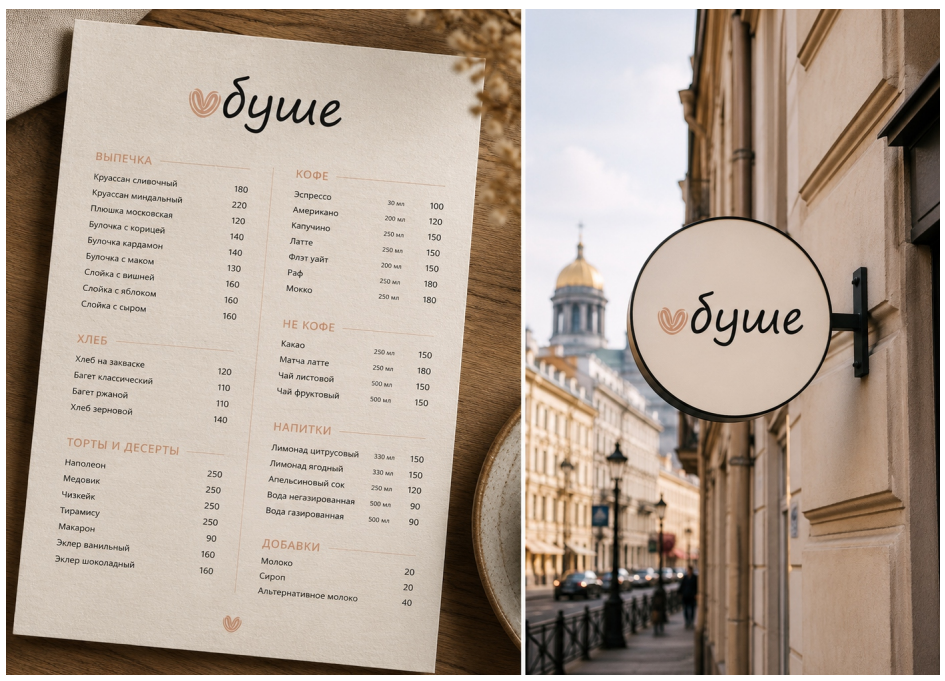 буше
ВЫПЕЧКА
Круассан сливочный 180
Круассан миндальный 220
Плюшка московская 120
Булочка с корицей 140
Булочка кардамон 140
Булочка с маком 130
Слойка с вишней 160
Слойка с яблоком 160
Слойка с сыром 160
ХЛЕБ
Хлеб на закваске 120
Багет классический 110
Багет ржаной 110
Хлеб зерновой 140
ТОРТЫ И ДЕСЕРТЫ
Наполеон 250
Медовик 250
Чизкейк 250
Тирамису 250
Макарон 90
Эклер ванильный 160
Эклер шоколадный 160
КОФЕ
Эспрессо 30 мл 100
Американо 200 мл 120
Капучино 250 мл 150
Латте 250 мл 150
Флэт уайт 200 мл 150
Раф 250 мл 180
Мокко 250 мл 180
НЕ КОФЕ
Какао 250 мл 150
Матча латте 250 мл 180
Чай листовой 500 мл 150
Чай фруктовый 500 мл 150
НАПИТКИ
Лимонад цитрусовый 330 мл 150
Лимонад ягодный 330 мл 150
Апельсиновый сок 250 мл 120
Вода негазированная 500 мл 90
Вода газированная 500 мл 90
ДОБАВКИ
Молоко 20
Сироп 20
Альтернативное молоко 40
буше